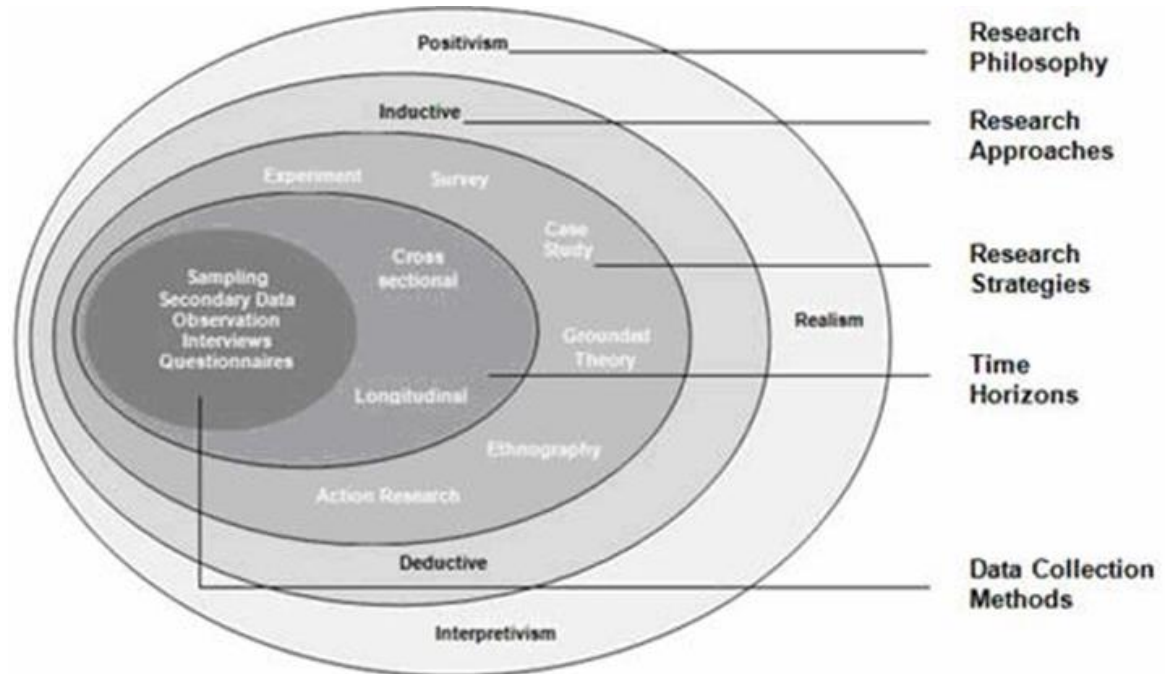 Positivism
Research
Philosophy
Inductive
Research
Approaches
Experiment
Survey
Case
Study
Research
Strategies
Cross
sectional
Sampling
Secondary Data
Observation
Interviews
Questionnaires
Realism
Grounded
Theory
Time
Horizons
Longitudinal
Ethnography
Action Research
Deductive
Data Collection
Methods
Interpretivism